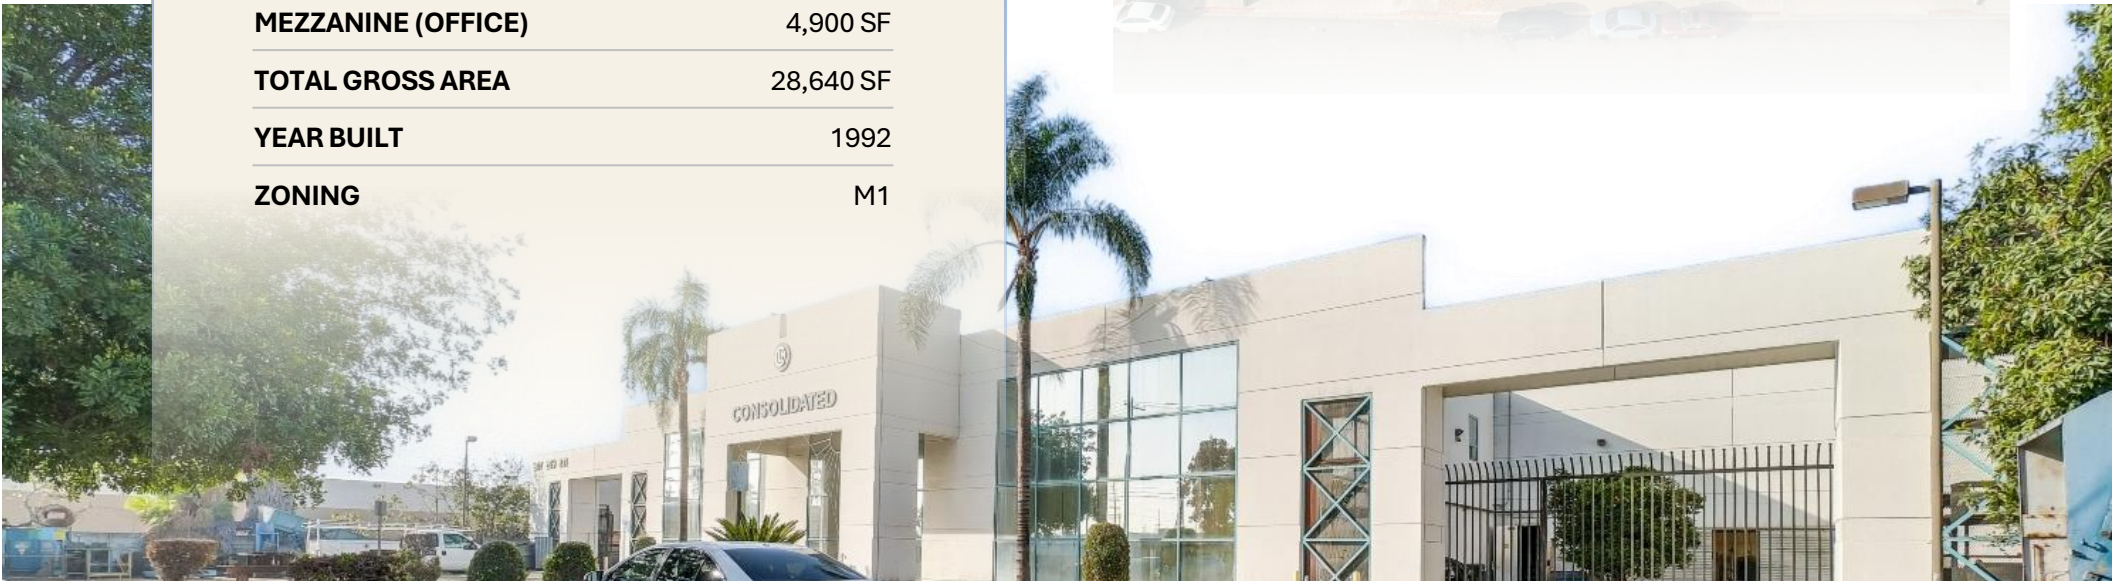 MEZZANINE (OFFICE) 4,900 SF
TOTAL GROSS AREA 28,640 SF
YEAR BUILT 1992
ZONING M1
CONSOLIDATED